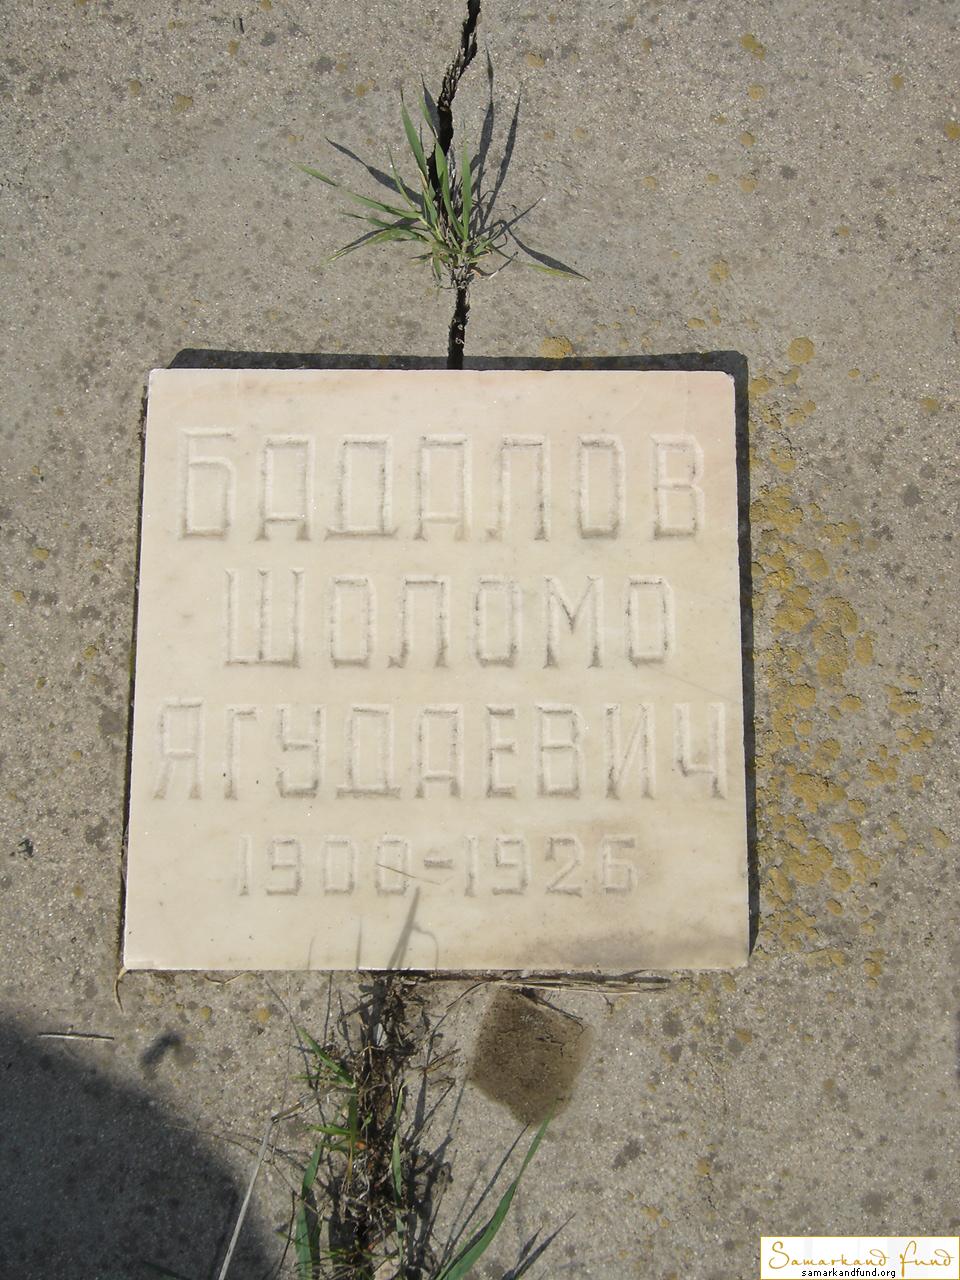 БАДАЛОВ
ШОЛОМО
ЯГУДАЕВИЧ
1900-1926
Samarkand fund
samarkandfund.org